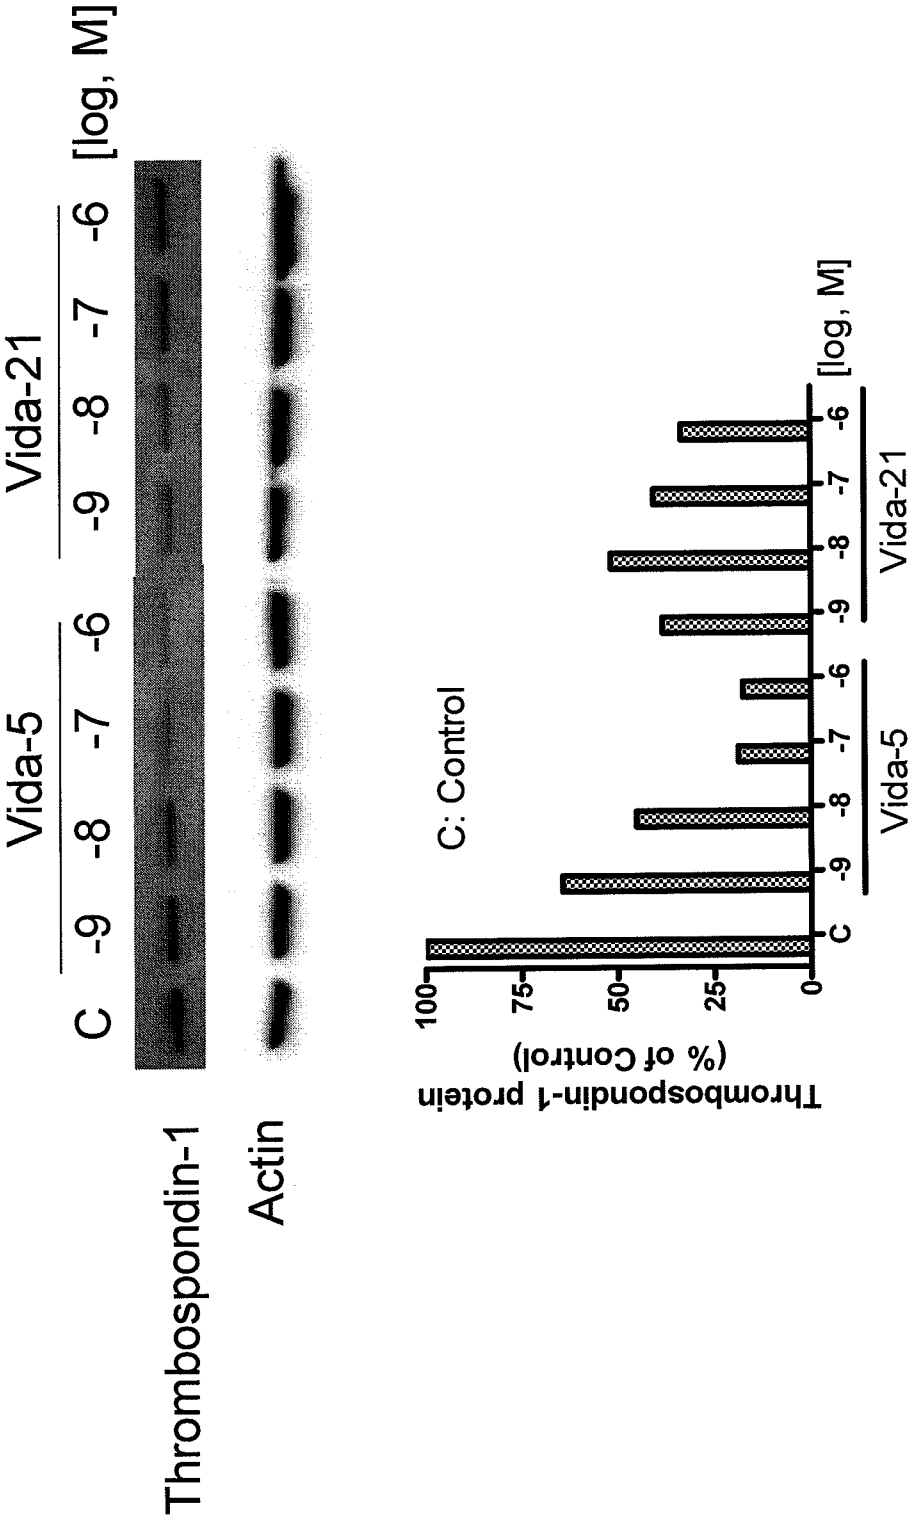 Vida-5 Vida-21
C -9 -8 -7 -6 -9 -8 -7 -6 [log, M]
Thrombospondin-1
Actin
Thrombospondin-1 protein
(% of Control)
100
75
50
25
0
C: Control
C -9 -8 -7 -6 -9 -8 -7 -6 [log, M]
Vida-5 Vida-21